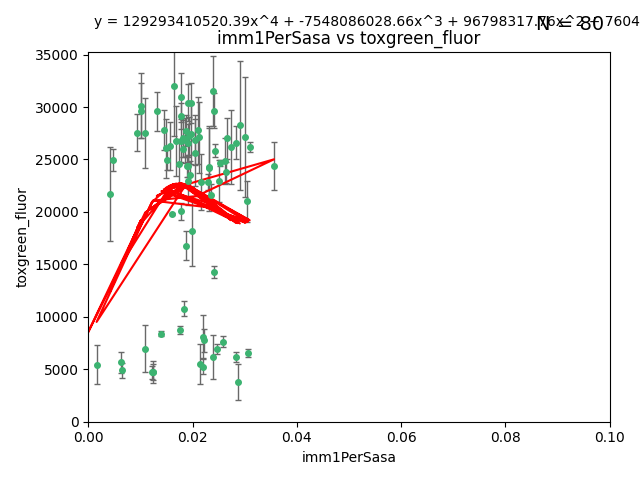 y = 129293410520.39x^4 + -7548086028.66x^3 + 96798317.
N = 80
imm1PerSasa vs toxgreen_fluor
35000
30000
25000
20000
15000
10000
5000
0
toxgreen_fluor
0.00 0.02 0.04 0.06 0.08 0.10
imm1PerSasa